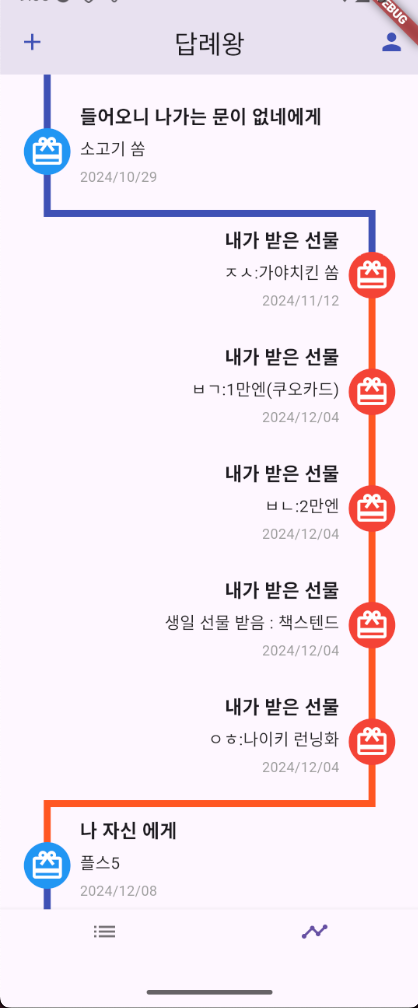 답례왕
들어오니 나가는 문이 없네에게
소고기 쏨
2024/10/29
내가 받은 선물
ㅈㅅ:가야치킨 쏨
2024/11/12
내가 받은 선물
ㅂㄱ:1만엔(쿠오카드)
2024/12/04
내가 받은 선물
ㅂㄴ:2만엔
2024/12/04
내가 받은 선물
생일 선물 받음 : 책스텐드
2024/12/04
내가 받은 선물
ㅇㅎ:나이키 런닝화
2024/12/04
나 자신 에게
플스5
2024/12/08